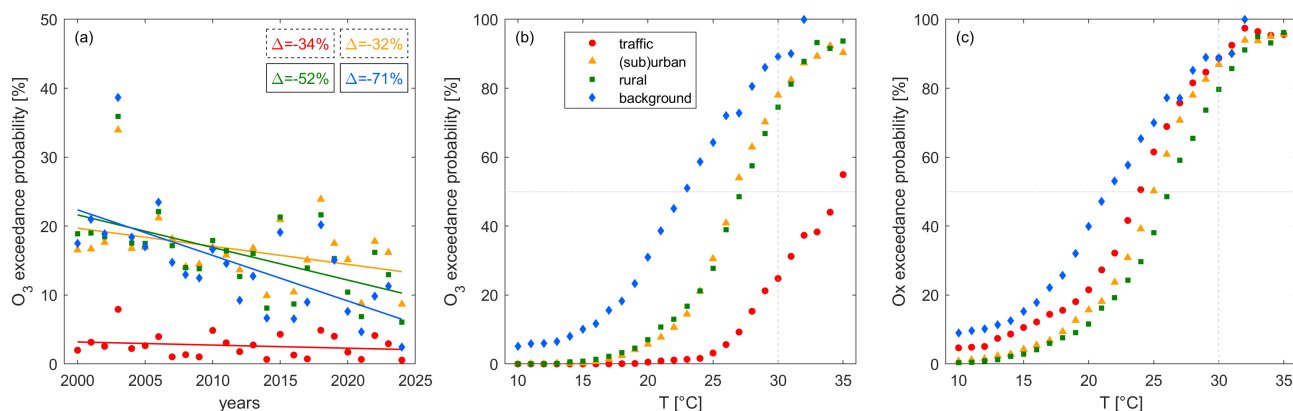 (a)
Δ=-34%
Δ=-32%
Δ=-52%
Δ=-71%
O3 exceedance probability [%]
50
40
30
20
10
0
2000 2005 2010 2015 2020 2025
years
(b)
traffic
(sub)urban
rural
background
O3 exceedance probability [%]
100
80
60
40
20
0
10 15 20 25 30 35
T [°C]
(c)
Ox exceedance probability [%]
100
80
60
40
20
0
10 15 20 25 30 35
T [°C]